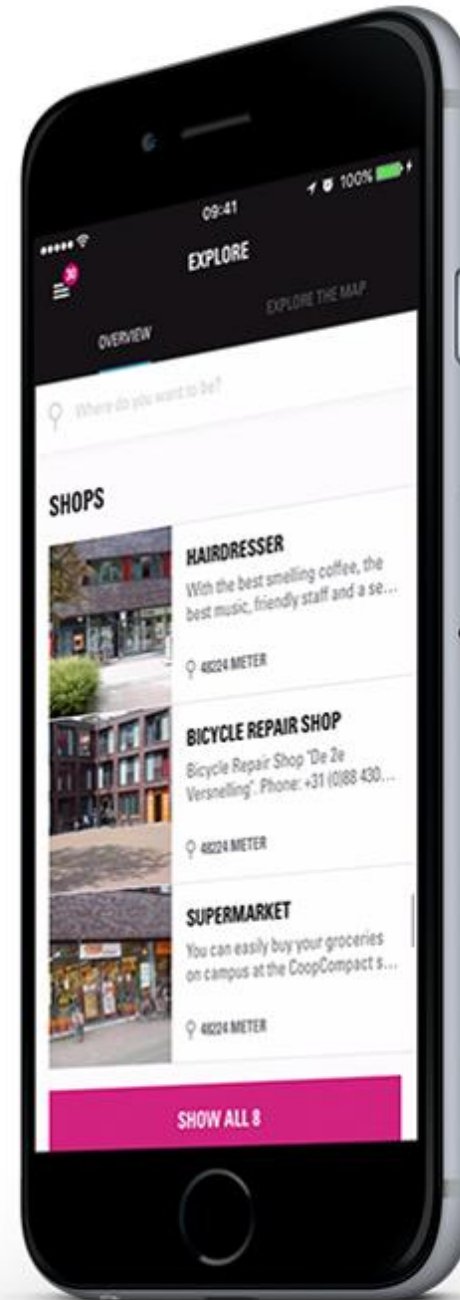 09:41
100%
30
EXPLORE
OVERVIEW
EXPLORE THE MAP
Where do you want to be?
SHOPS
HAIRDRESSER
With the best smelling coffee, the
best music, friendly staff and a se...
48224 METER
BICYCLE REPAIR SHOP
Bicycle Repair Shop "De 2e
Versnelling". Phone: +31 (0)88 430...
48224 METER
SUPERMARKET
You can easily buy your groceries
on campus at the CoopCompact s...
48224 METER
SHOW ALL 8